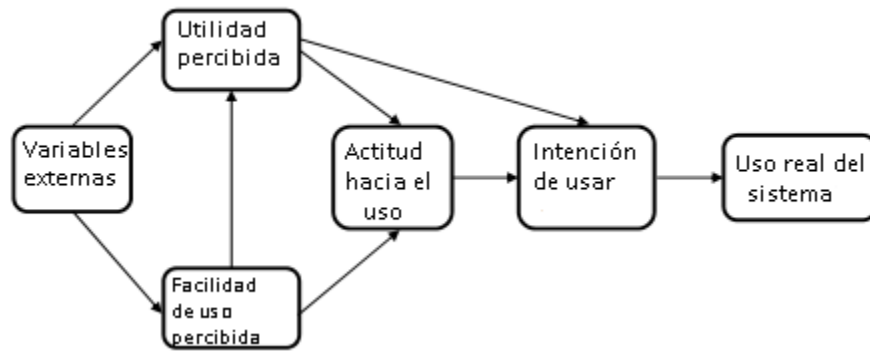 Utilidad
percibida
Variables
externas
Actitud
hacia el
uso
Intención
de usar
Uso real del
sistema
Facilidad
de uso
percibida